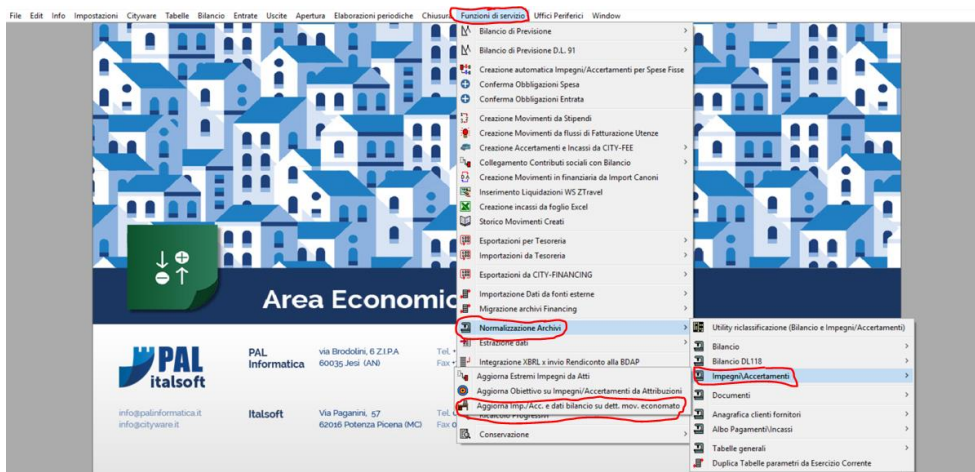 File Edit Info Impostazioni Cityware Tabelle Bilancio Entrate Uscite Apertura Elaborazioni periodiche Chiusura Funzioni di servizio Uffici Periferici Window
Bilancio di Previsione
Bilancio di Previsione D.L. 91
Creazione automatica Impegni/Accertamenti per Spese Fisse
Conferma Obbligazioni Spesa
Conferma Obbligazioni Entrata
Creazione Movimenti da Stipendi
Creazione Movimenti da flussi di Fatturazione Utenze
Creazione Accertamenti e Incassi da CITY-FEE
Collegamento Contributi sociali con Bilancio
Creazione Movimenti in finanziaria da Import Canoni
Inserimento Liquidazioni WS ZTravel
Creazione incassi da foglio Excel
Storico Movimenti Creati
Esportazioni per Tesoreria
Importazioni da Tesoreria
Esportazioni da CITY-FINANCING
Importazione Dati da fonti esterne
Migrazione archivi Financing
Normalizzazione Archivi
Estrazione dati
Integrazione XBRL x invio Rendiconto alla BDAP
Aggiorna Estremi Impegni da Atti
Aggiorna Obiettivo su Impegni/Accertamenti da Attribuzioni
Aggiorna Imp./Acc. e dati bilancio su dett. mov. economato
Ricalcolo Progressivi
Conservazione
Utility riclassificazione (Bilancio e Impegni/Accertamenti)
Bilancio
Bilancio DL118
Impegni\Accertamenti
Documenti
Anagrafica clienti fornitori
Albo Pagamenti\Incassi
Tabelle generali
Duplica Tabelle parametri da Esercizio Corrente
Area Economic
PAL
italsoft
PAL
Informatica
via Brodolini, 6 Z.I.P.A
60035 Jesi (AN)
Tel.
Fax
info@palinformatica.it
info@cityware.it
Italsoft
Via Paganini, 57
62016 Potenza Picena (MC)
Tel.
Fax